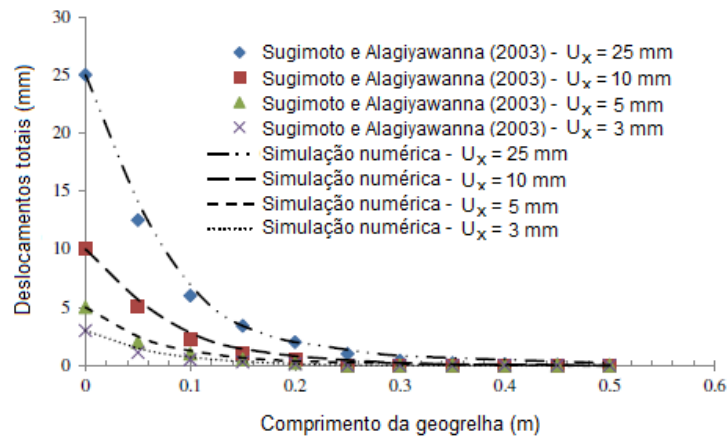 30
25
20
15
10
5
0
Deslocamentos totais (mm)
Sugimoto e Alagiyawanna (2003) - Ux = 25 mm
Sugimoto e Alagiyawanna (2003) - Ux = 10 mm
Sugimoto e Alagiyawanna (2003) - Ux = 5 mm
Sugimoto e Alagiyawanna (2003) - Ux = 3 mm
Simulação numérica - Ux = 25 mm
Simulação numérica - Ux = 10 mm
Simulação numérica - Ux = 5 mm
Simulação numérica - Ux = 3 mm
0 0.1 0.2 0.3 0.4 0.5 0.6
Comprimento da geogrelha (m)